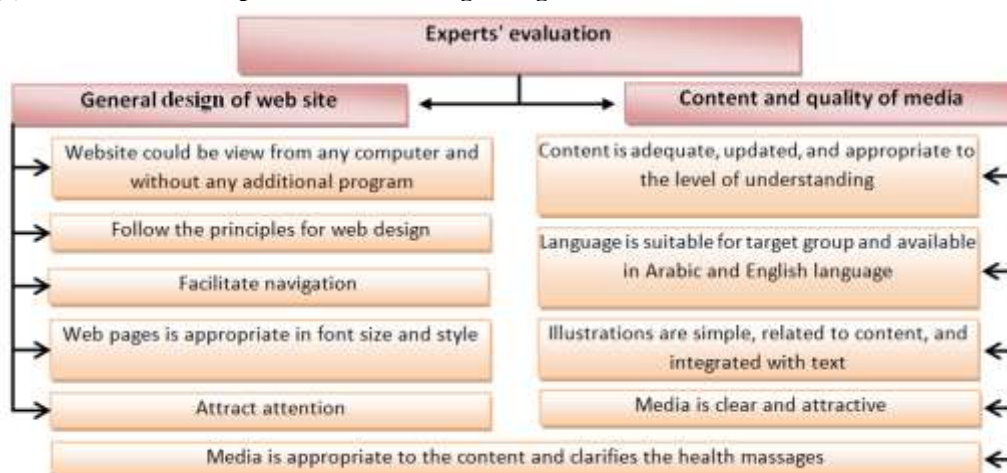 Experts' evaluation
General design of web site
Content and quality of media
Website could be view from any computer and
without any additional program
Follow the principles for web design
Facilitate navigation
Web pages is appropriate in font size and style
Attract attention
Content is adequate, updated, and appropriate to
the level of understanding
Language is suitable for target group and available
in Arabic and English language
Illustrations are simple, related to content, and
integrated with text
Media is clear and attractive
Media is appropriate to the content and clarifies the health massages